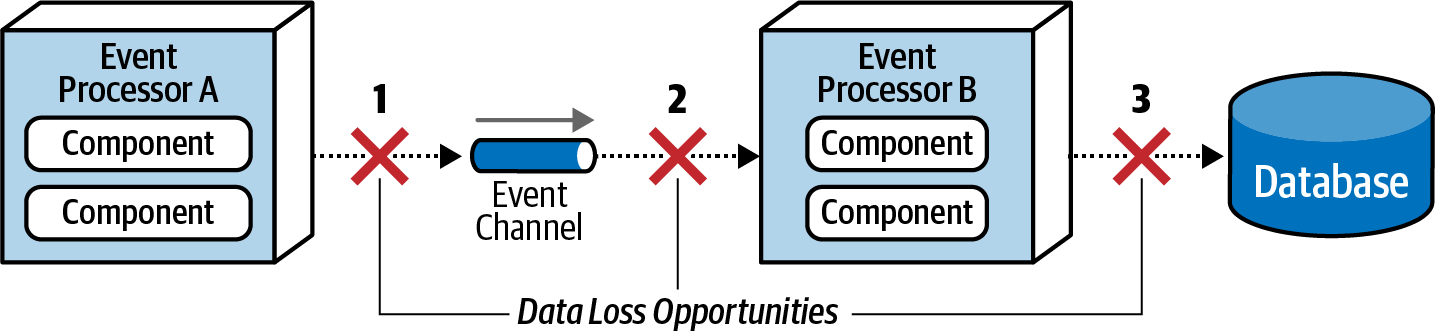 Event
Processor A
Component
Component
1
Event
Channel
2
Event
Processor B
Component
Component
3
Database
Data Loss Opportunities